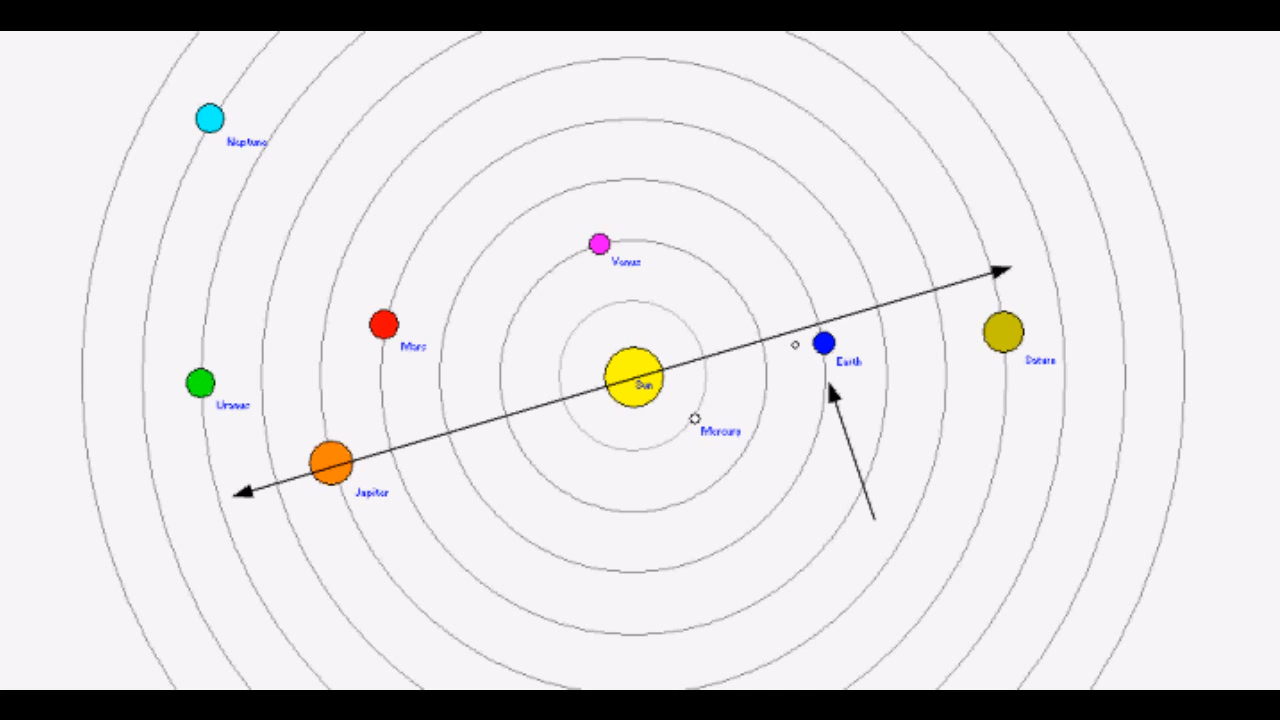 Neptune
Venus
Mars
Earth
Saturn
Sun
Uranus
Mercury
Jupiter